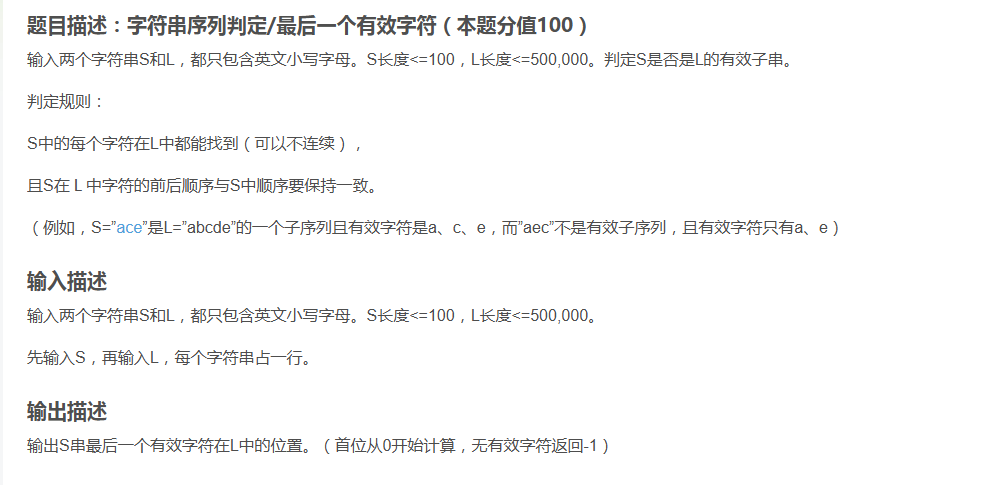 题目描述：字符串序列判定/最后一个有效字符（本题分值100）
输入两个字符串S和L，都只包含英文小写字母。S长度<=100，L长度<=500,000。判定S是否是L的有效子串。
判定规则：
S中的每个字符在L中都能找到（可以不连续），
且S在 L 中字符的前后顺序与S中顺序要保持一致。
（例如，S=”ace”是L=”abcde”的一个子序列且有效字符是a、c、e，而”aec”不是有效子序列，且有效字符只有a、e）
输入描述
输入两个字符串S和L，都只包含英文小写字母。S长度<=100，L长度<=500,000。
先输入S，再输入L，每个字符串占一行。
输出描述
输出S串最后一个有效字符在L中的位置。（首位从0开始计算，无有效字符返回-1）